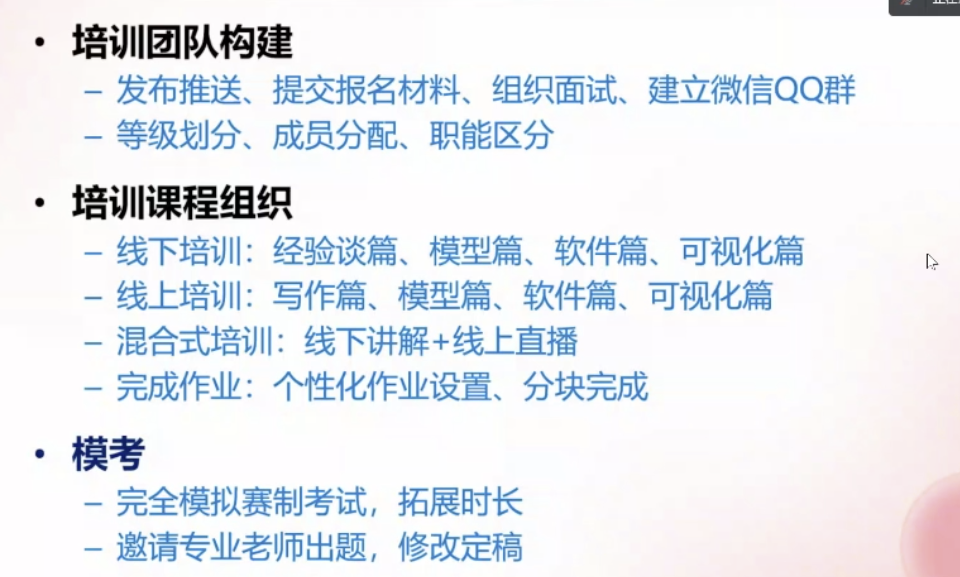 • 培训团队构建
– 发布推送、提交报名材料、组织面试、建立微信QQ群
– 等级划分、成员分配、职能区分
• 培训课程组织
– 线下培训：经验谈篇、模型篇、软件篇、可视化篇
– 线上培训：写作篇、模型篇、软件篇、可视化篇
– 混合式培训：线下讲解+线上直播
– 完成作业：个性化作业设置、分块完成
• 模考
– 完全模拟赛制考试，拓展时长
– 邀请专业老师出题，修改定稿